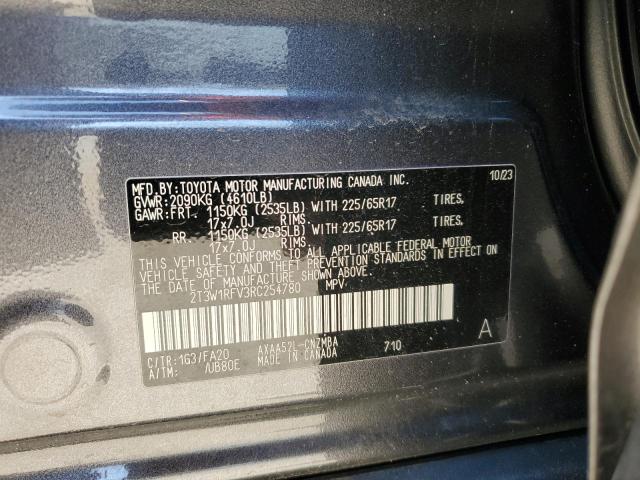 MFD.BY:TOYOTA MOTOR MANUFACTURING CANADA INC. 10/23
GVWR:2090KG (4610LB)
GAWR:FRT. 1150KG (2535LB) WITH 225/65R17 TIRES,
17x7.0J RIMS
RR. 1150KG (2535LB) WITH 225/65R17 TIRES,
17x7.0J RIMS.
THIS VEHICLE CONFORMS TO ALL APPLICABLE FEDERAL MOTOR
VEHICLE SAFETY AND THEFT PREVENTION STANDARDS IN EFFECT ON
THE DATE OF MANUFACTURE SHOWN ABOVE.
2T3W1RFV3RC254780 MPV
C/TR:1G3/FA20 AXAA52L-CNZMBA 710 A
A/TM: /UB80E MADE IN CANADA